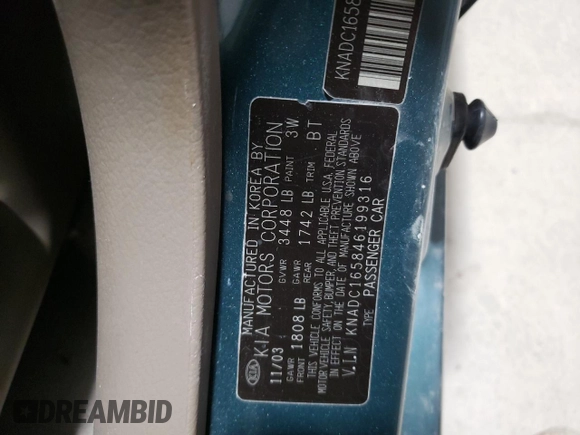 KNADC1658
MANUFACTURED IN KOREA BY
KIA KIA MOTORS CORPORATION
11/03 GVWR 3448 LB PAINT 3W
GAWR FRONT 1808 LB GAWR REAR 1742 LB TRIM BT
THIS VEHICLE CONFORMS TO ALL APPLICABLE U.S.A. FEDERAL
MOTOR VEHICLE SAFETY, BUMPER, AND THEFT PREVENTION STANDARDS
IN EFFECT ON THE DATE OF MANUFACTURE SHOWN ABOVE
V.I.N KNADC165846199316
TYPE PASSENGER CAR
DREAMBID